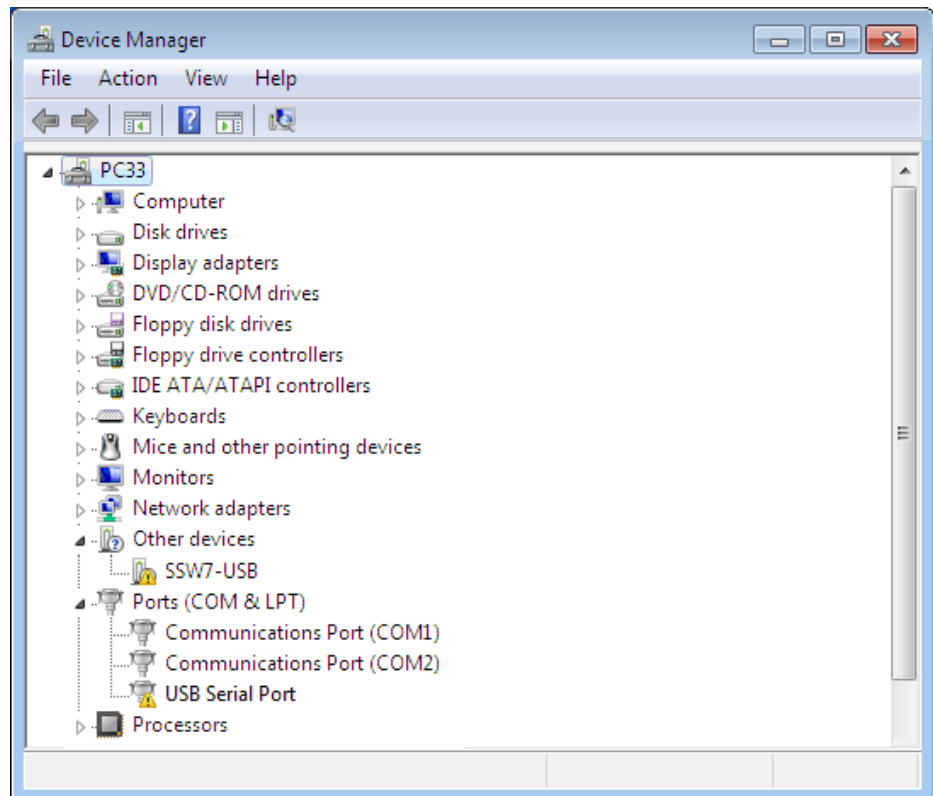 Device Manager
File Action View Help
PC33
Computer
Disk drives
Display adapters
DVD/CD-ROM drives
Floppy disk drives
Floppy drive controllers
IDE ATA/ATAPI controllers
Keyboards
Mice and other pointing devices
Monitors
Network adapters
Other devices
SSW7-USB
Ports (COM & LPT)
Communications Port (COM1)
Communications Port (COM2)
USB Serial Port
Processors